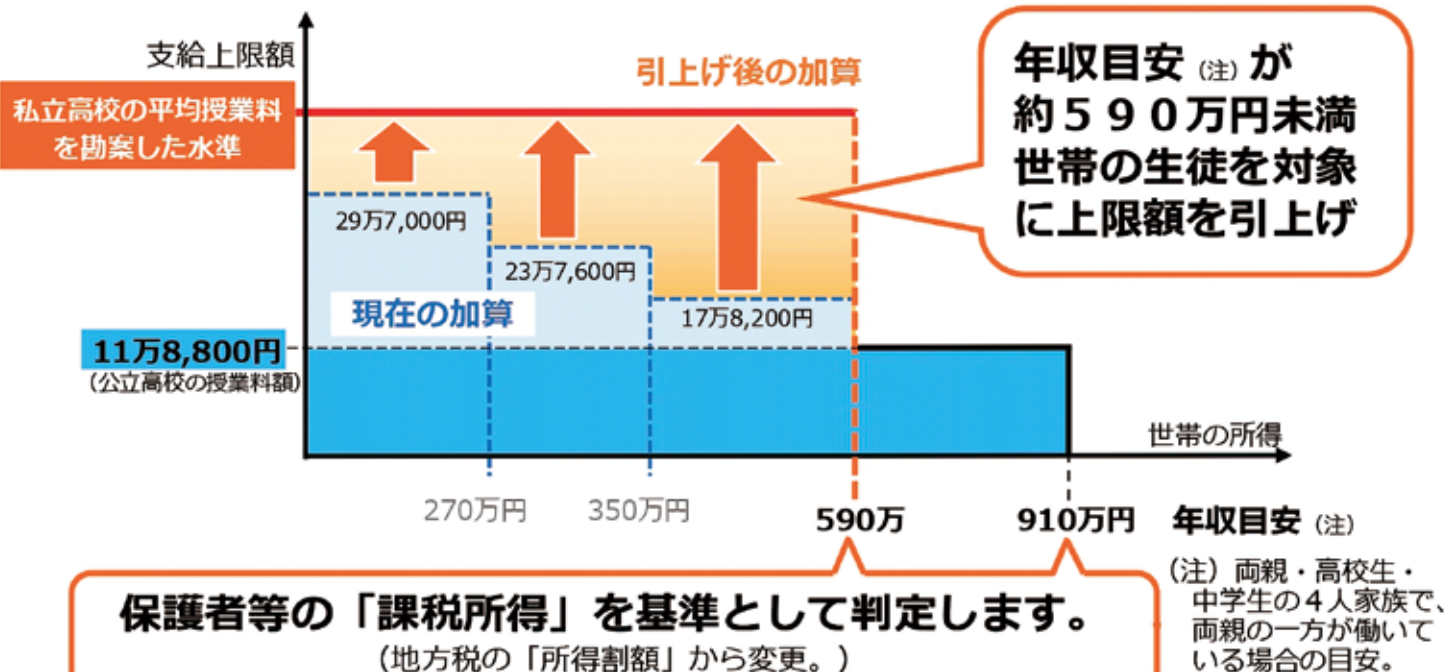 支給上限額
私立高校の平均授業料
を勘案した水準
引上げ後の加算
年収目安(注)が
約590万円未満
世帯の生徒を対象
に上限額を引上げ
29万7,000円
23万7,600円
17万8,200円
現在の加算
11万8,800円
(公立高校の授業料額)
世帯の所得
270万円
350万円
590万
910万円
年収目安(注)
(注)両親・高校生・
中学生の4人家族で、
両親の一方が働いて
いる場合の目安。
保護者等の「課税所得」を基準として判定します。
(地方税の「所得割額」から変更。)